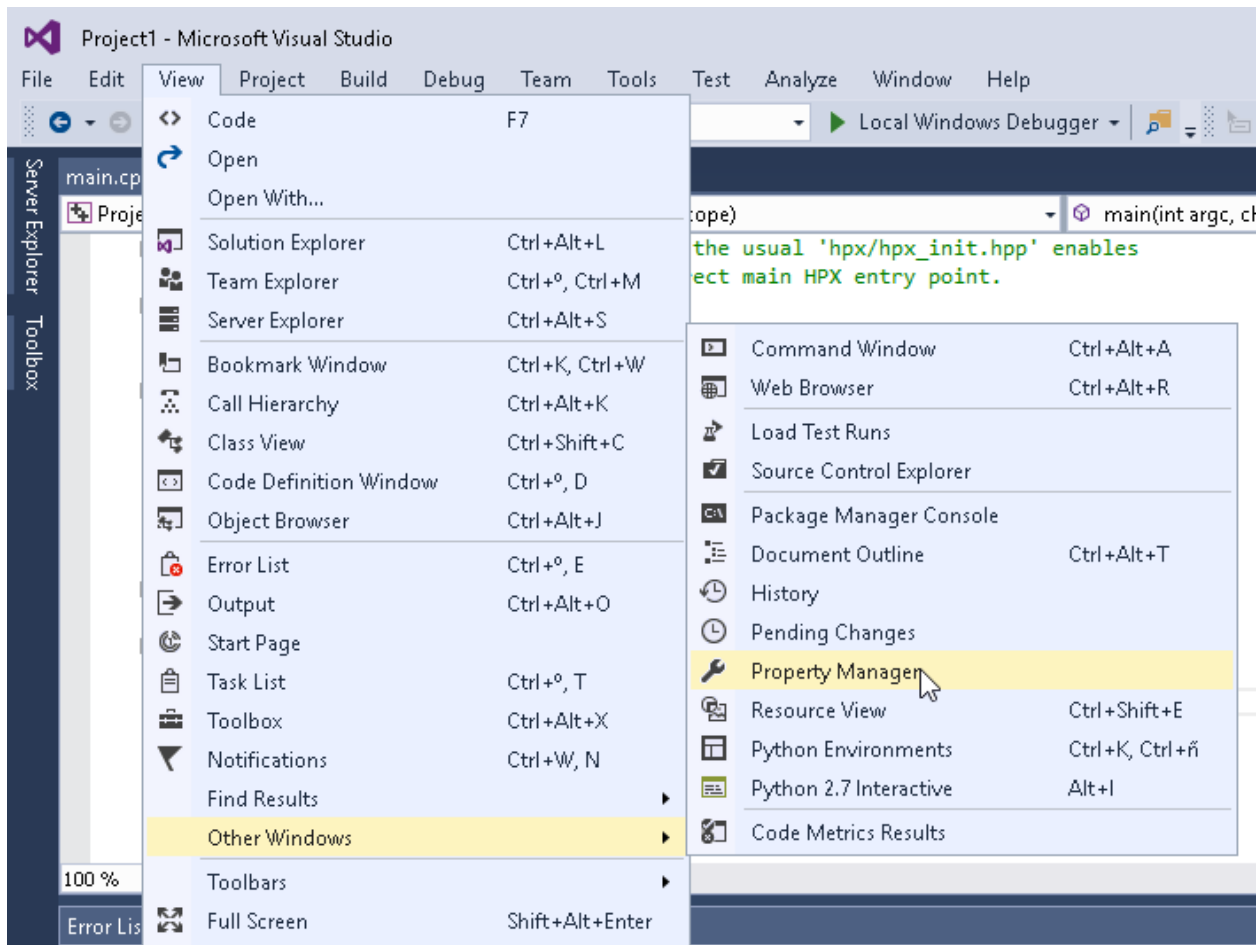 Project1 - Microsoft Visual Studio
File Edit View Project Build Debug Team Tools Test Analyze Window Help
Local Windows Debugger
Server Explorer
Toolbox
main.cp
Proje
cope)
main(int argc, ch
the usual 'hpx/hpx_init.hpp' enables
ect main HPX entry point.
Code F7
Open
Open With...
Solution Explorer Ctrl+Alt+L
Team Explorer Ctrl+º, Ctrl+M
Server Explorer Ctrl+Alt+S
Bookmark Window Ctrl+K, Ctrl+W
Call Hierarchy Ctrl+Alt+K
Class View Ctrl+Shift+C
Code Definition Window Ctrl+º, D
Object Browser Ctrl+Alt+J
Error List Ctrl+º, E
Output Ctrl+Alt+O
Start Page
Task List Ctrl+º, T
Toolbox Ctrl+Alt+X
Notifications Ctrl+W, N
Find Results
Other Windows
Toolbars
Full Screen Shift+Alt+Enter
Command Window Ctrl+Alt+A
Web Browser Ctrl+Alt+R
Load Test Runs
Source Control Explorer
Package Manager Console
Document Outline Ctrl+Alt+T
History
Pending Changes
Property Manager
Resource View Ctrl+Shift+E
Python Environments Ctrl+K, Ctrl+ñ
Python 2.7 Interactive Alt+I
Code Metrics Results
100 %
Error Lis